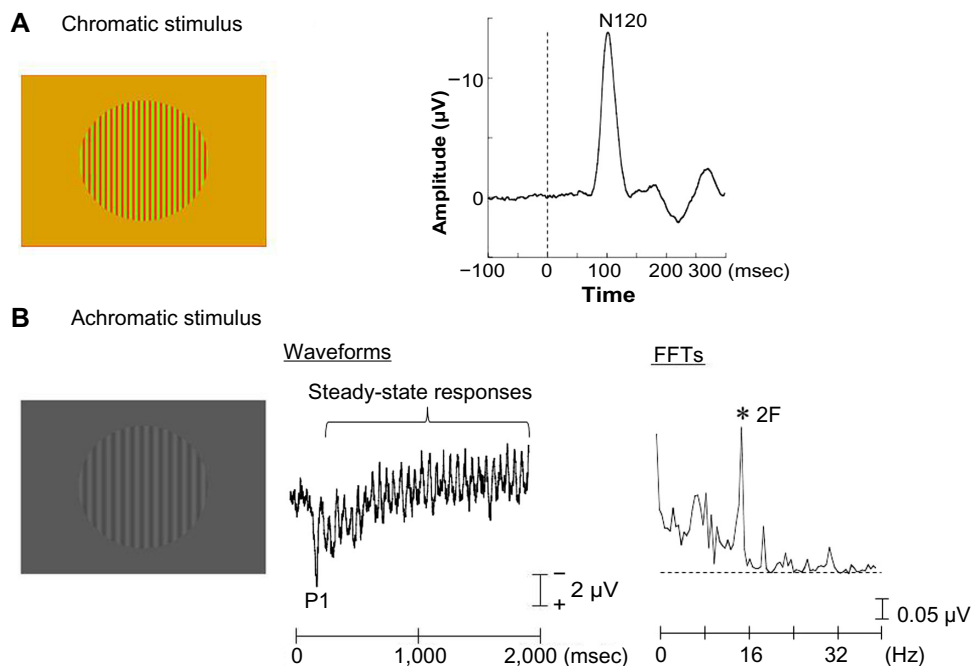 A Chromatic stimulus
N120
−10
0
Amplitude (µV)
−100 0 100 200 300 (msec)
Time
B Achromatic stimulus
Waveforms
Steady-state responses
P1
−
+
2 µV
0 1,000 2,000 (msec)
FFTs
* 2F
0.05 µV
0 16 32 (Hz)